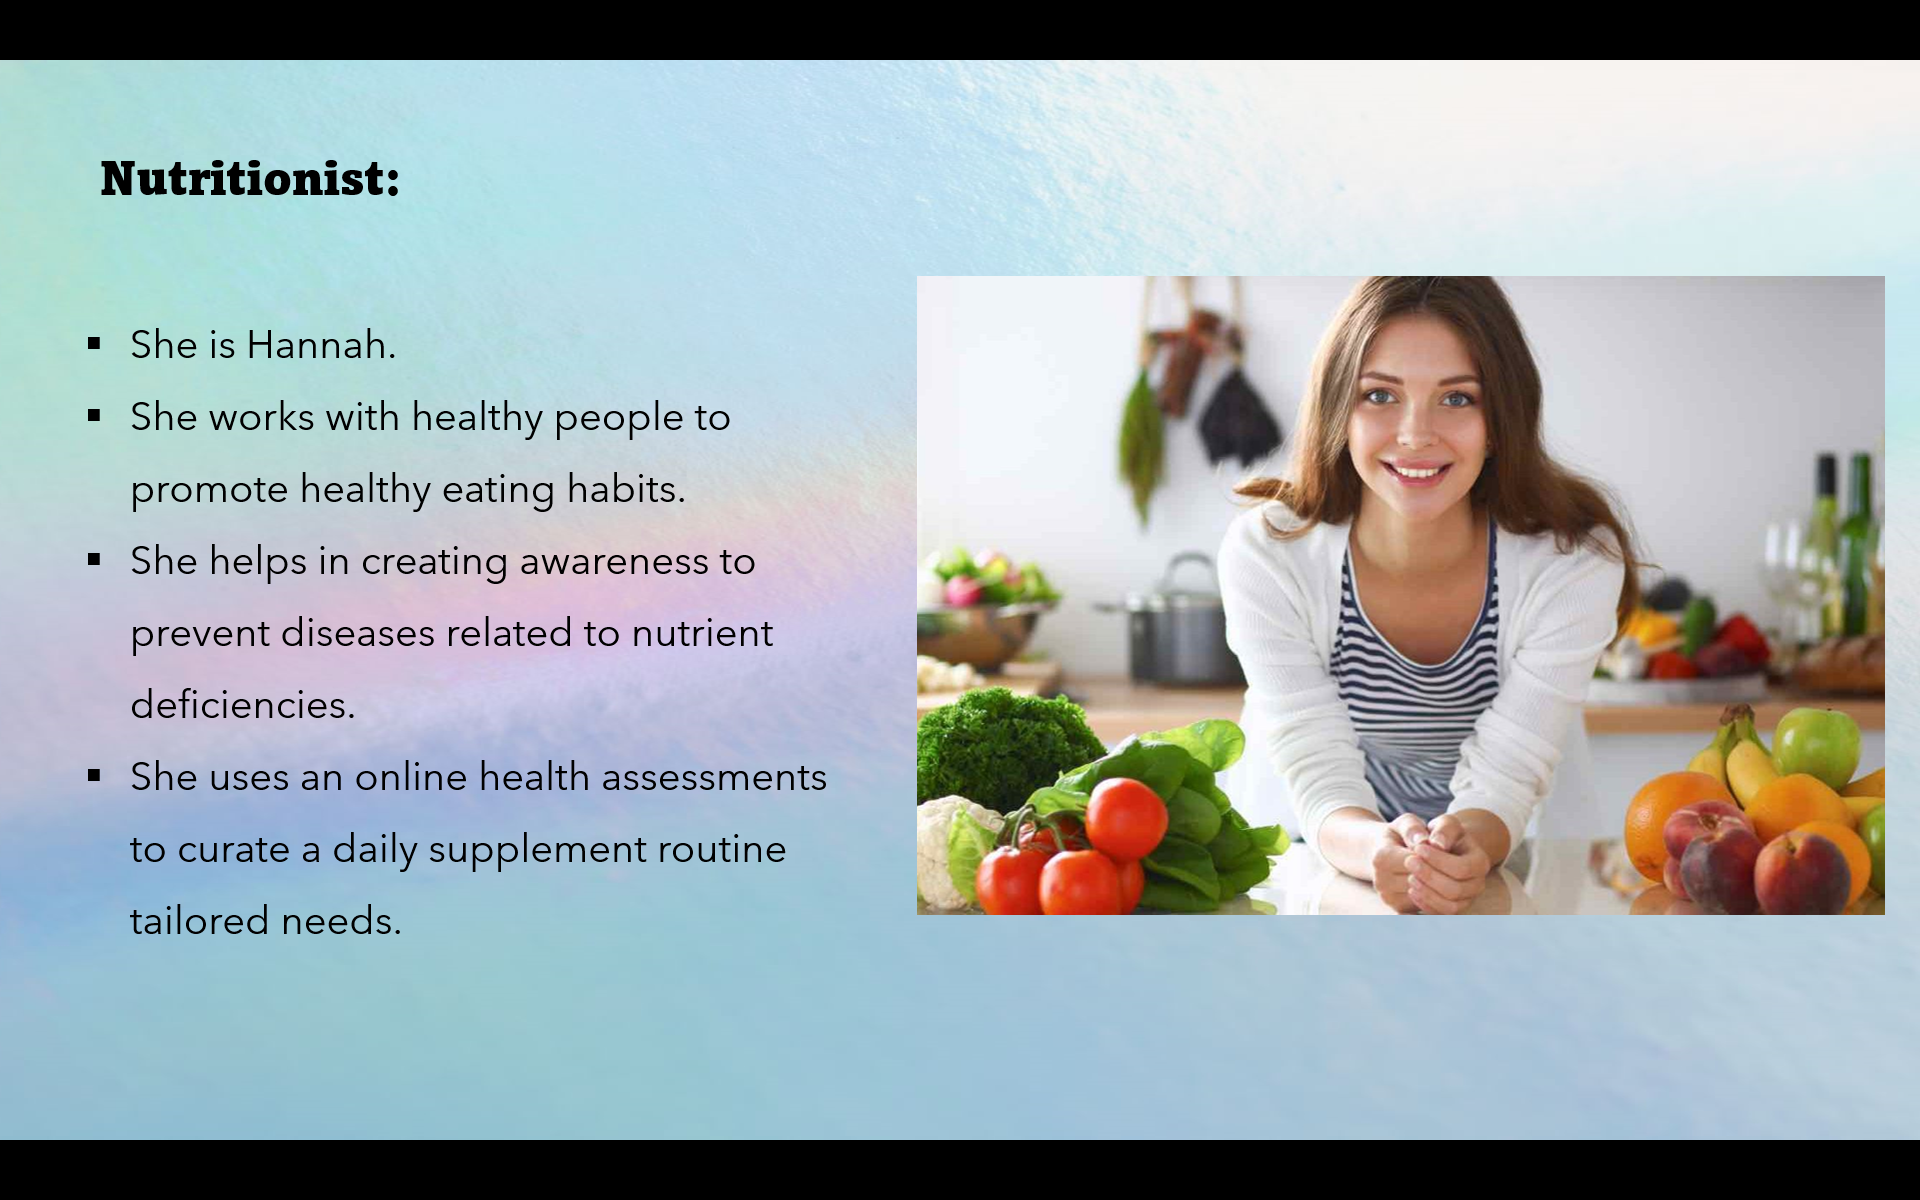 Nutritionist:
▪ She is Hannah.
▪ She works with healthy people to
promote healthy eating habits.
▪ She helps in creating awareness to
prevent diseases related to nutrient
deficiencies.
▪ She uses an online health assessments
to curate a daily supplement routine
tailored needs.